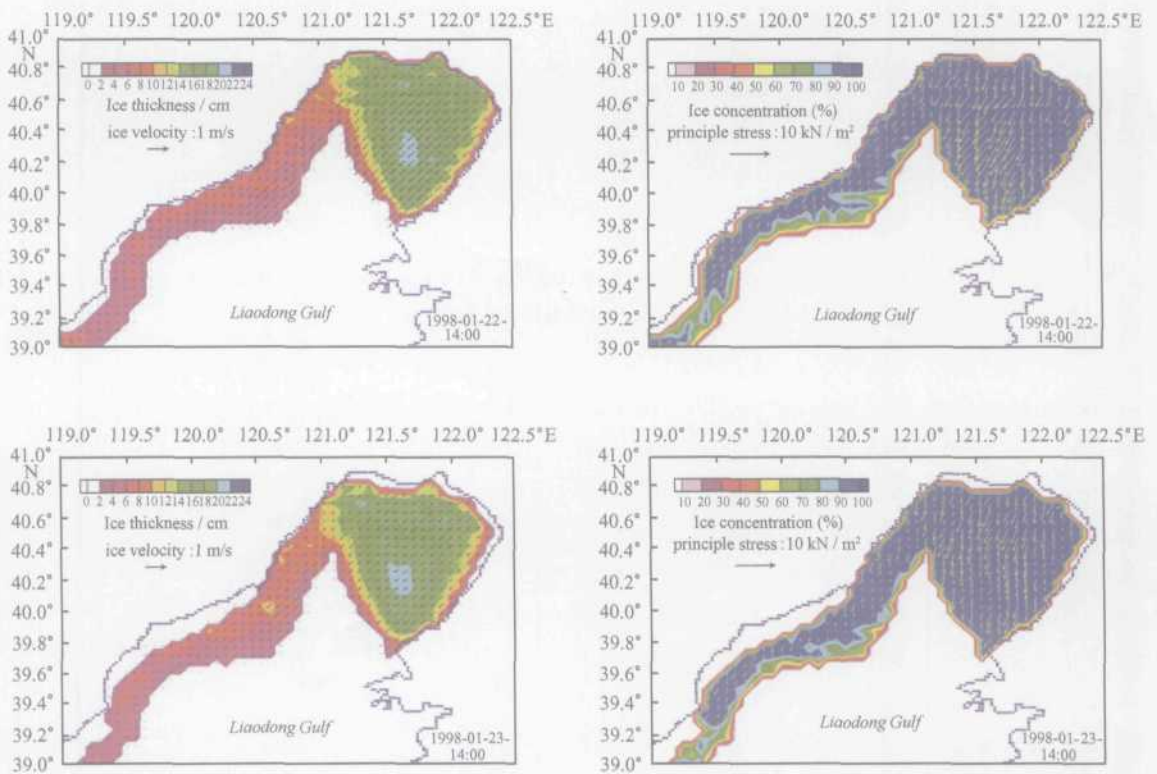 119.0° 119.5° 120.0° 120.5° 121.0° 121.5° 122.0° 122.5°E
41.0°
N
40.8°
40.6°
40.4°
40.2°
40.0°
39.8°
39.6°
39.4°
39.2°
39.0°
0 2 4 6 8 10 12 14 16 18 20 22 24
Ice thickness / cm
ice velocity : 1 m/s
Liaodong Gulf
1998-01-22-
14:00
119.0° 119.5° 120.0° 120.5° 121.0° 121.5° 122.0° 122.5°E
41.0°
N
40.8°
40.6°
40.4°
40.2°
40.0°
39.8°
39.6°
39.4°
39.2°
39.0°
10 20 30 40 50 60 70 80 90 100
Ice concentration (%)
principle stress : 10 kN / m²
Liaodong Gulf
1998-01-22-
14:00
119.0° 119.5° 120.0° 120.5° 121.0° 121.5° 122.0° 122.5°E
N
40.8°
40.6°
40.4°
40.2°
40.0°
39.8°
39.6°
39.4°
39.2°
39.0°
0 2 4 6 8 10 12 14 16 18 20 22 24
Ice thickness / cm
ice velocity : 1 m/s
Liaodong Gulf
1998-01-23-
14:00
119.0° 119.5° 120.0° 120.5° 121.0° 121.5° 122.0° 122.5°E
N
40.8°
40.6°
40.4°
40.2°
40.0°
39.8°
39.6°
39.4°
39.2°
39.0°
10 20 30 40 50 60 70 80 90 100
Ice concentration (%)
principle stress : 10 kN / m²
Liaodong Gulf
1998-01-23-
14:00